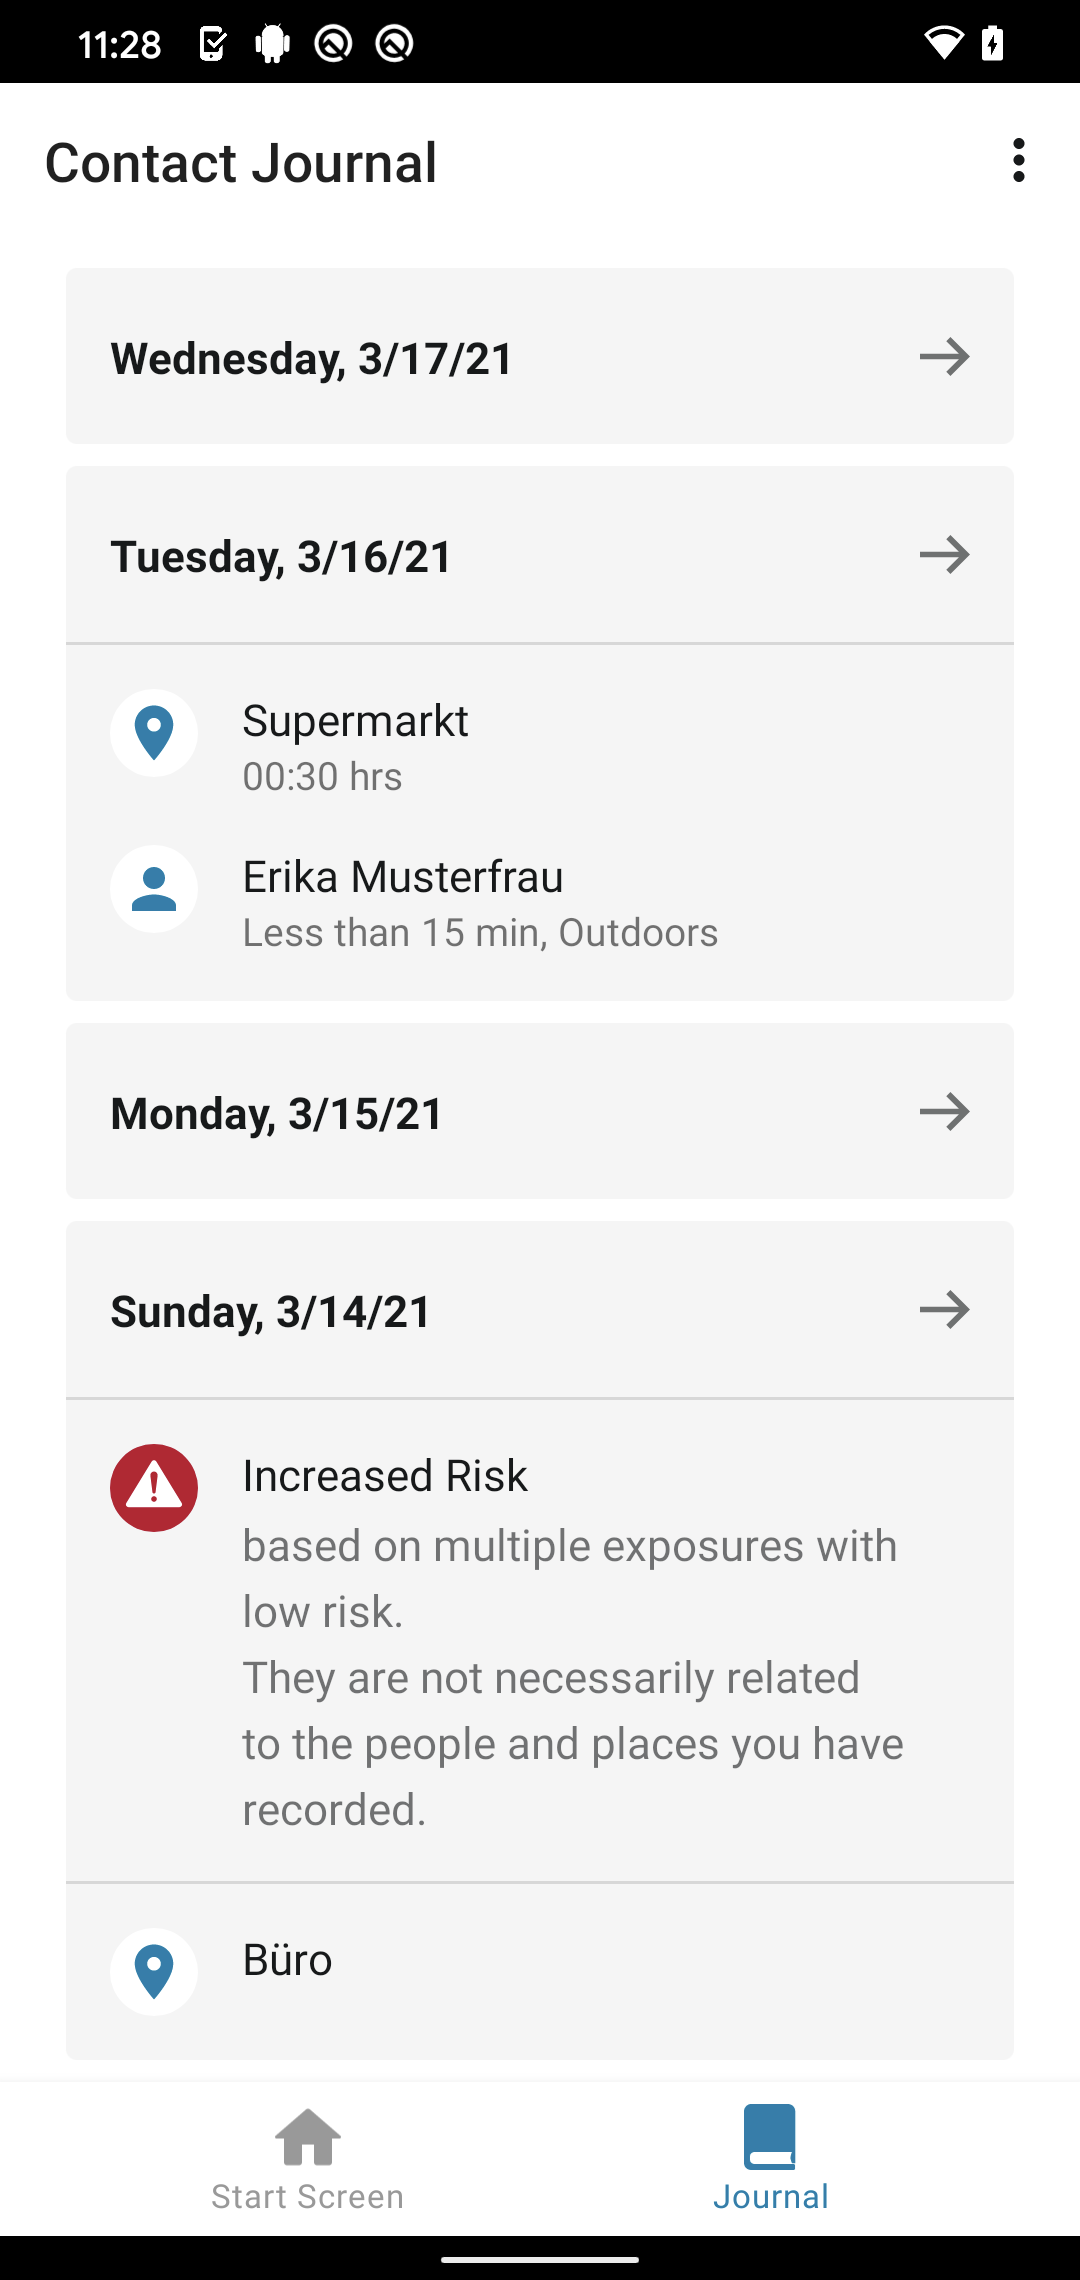 11:28
Contact Journal
Wednesday, 3/17/21
Tuesday, 3/16/21
Supermarkt
00:30 hrs
Erika Musterfrau
Less than 15 min, Outdoors
Monday, 3/15/21
Sunday, 3/14/21
Increased Risk
based on multiple exposures with
low risk.
They are not necessarily related
to the people and places you have
recorded.
Büro
Start Screen
Journal